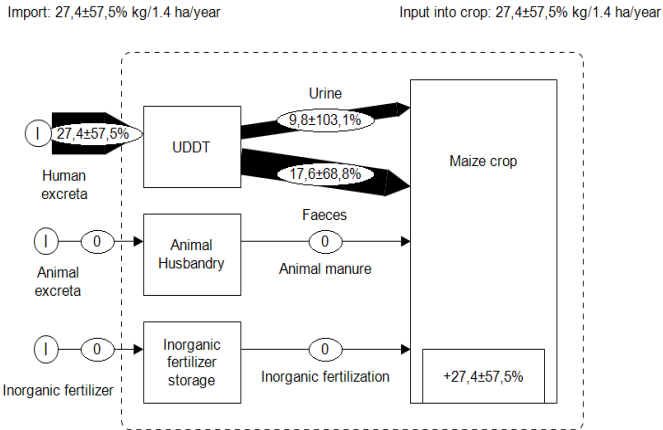 Import: 27,4±57,5% kg/1.4 ha/year
Input into crop: 27,4±57,5% kg/1.4 ha/year
Urine
I
27,4±57,5%
UDDT
9,8±103,1%
Maize crop
17,6±68,8%
Human
excreta
Faeces
I
0
Animal
Husbandry
0
Animal
excreta
Animal manure
I
0
Inorganic
fertilizer
storage
0
Inorganic fertilizer
Inorganic fertilization
+27,4±57,5%